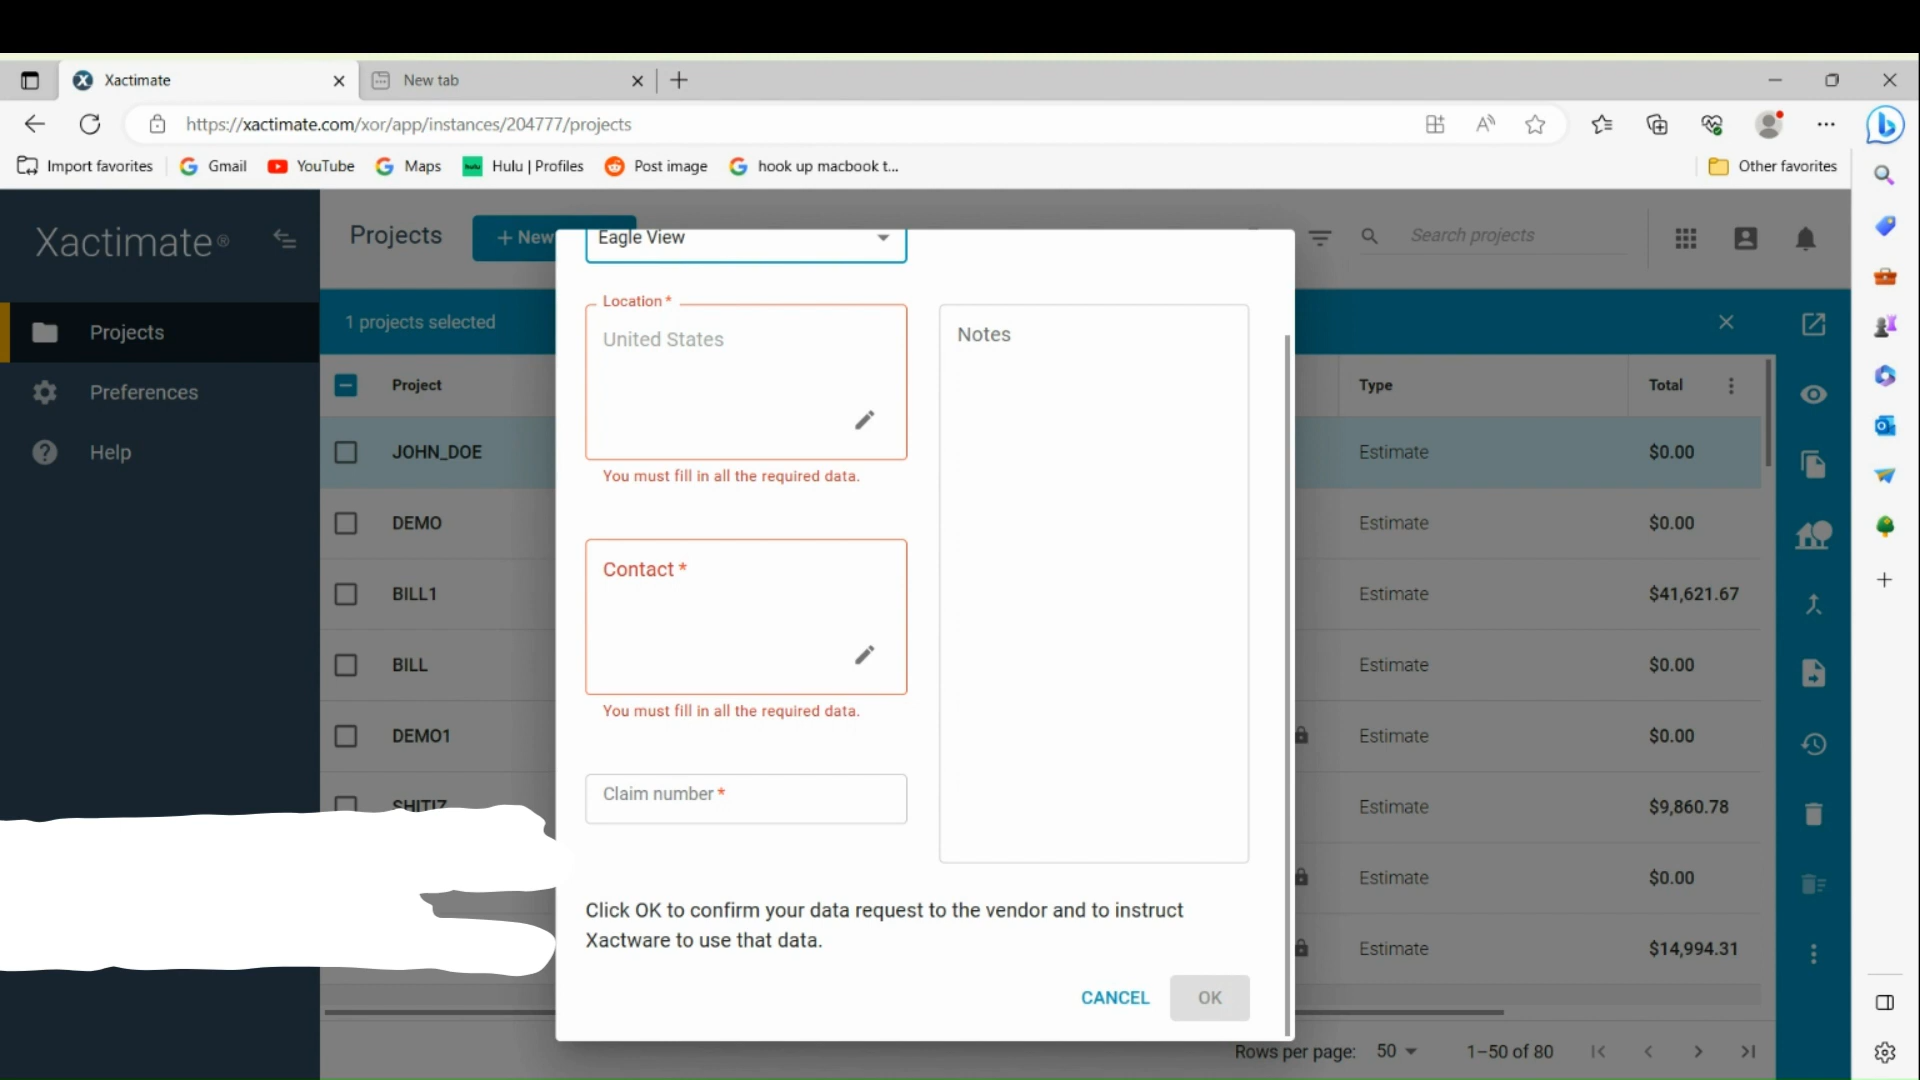 Xactimate
New tab
https://xactimate.com/xor/app/instances/204777/projects
Import favorites
Gmail
YouTube
Maps
hulu
Hulu | Profiles
Post image
hook up macbook t...
Other favorites
Xactimate®
Projects
+ New
Eagle View
Search projects
Projects
Preferences
Help
1 projects selected
Project
Type
Total
JOHN_DOE
Estimate
$0.00
DEMO
Estimate
$0.00
BILL1
Estimate
$41,621.67
BILL
Estimate
$0.00
DEMO1
Estimate
$0.00
SHITIZ
Estimate
$9,860.78
Estimate
$0.00
Estimate
$14,994.31
Location *
United States
You must fill in all the required data.
Contact *
You must fill in all the required data.
Claim number *
Notes
Click OK to confirm your data request to the vendor and to instruct
Xactware to use that data.
CANCEL
OK
Rows per page: 50
1–50 of 80